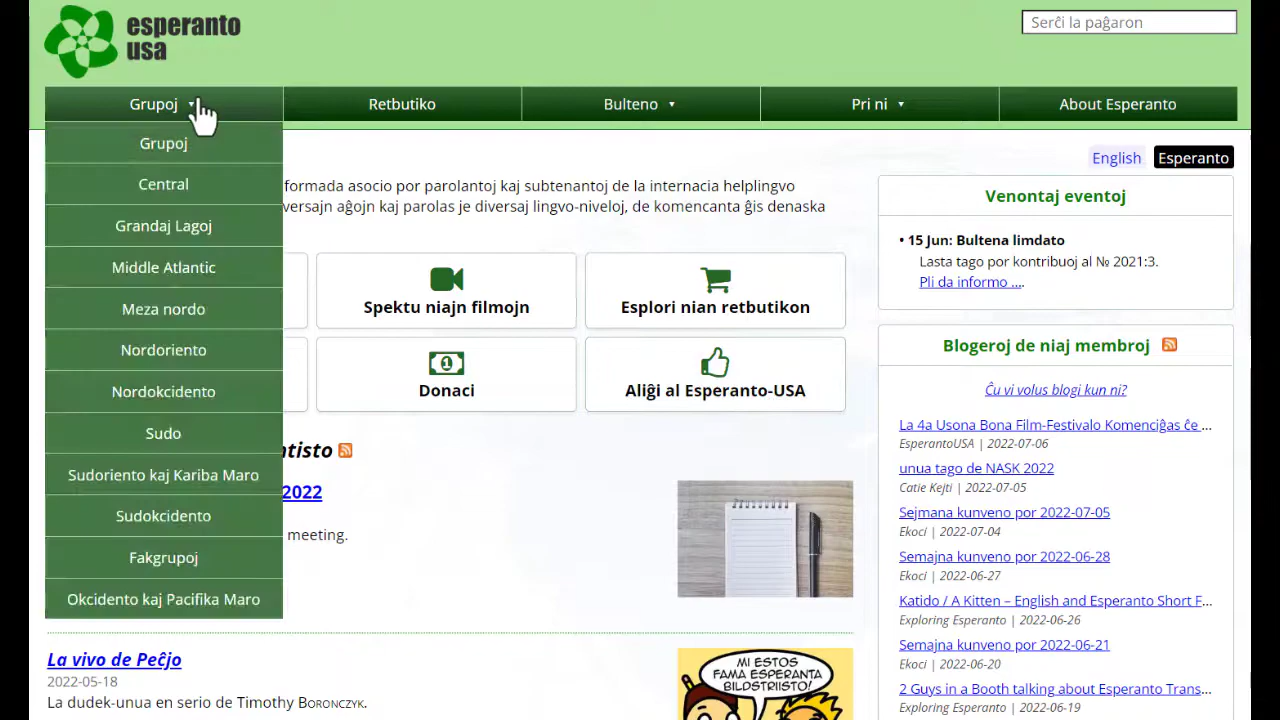 esperanto
usa
Serĉi la paĝaron
Grupoj
Retbutiko
Bulteno
Pri ni
About Esperanto
Grupoj
Central
Grandaj Lagoj
Middle Atlantic
Meza nordo
Nordoriento
Nordokcidento
Sudo
Sudoriento kaj Kariba Maro
Sudokcidento
Fakgrupoj
Okcidento kaj Pacifika Maro
English
Esperanto
formada asocio por parolantoj kaj subtenantoj de la internacia helplingvo
versajn aĝojn kaj parolas je diversaj lingvo-niveloj, de komencanta ĝis denaska
Spektu niajn filmojn
Esplori nian retbutikon
Donaci
Aliĝi al Esperanto-USA
ntisto
2022
meeting.
La vivo de Peĉjo
2022-05-18
La dudek-unua en serio de Timothy Boronczyk.
MI ESTOS
FAMA ESPERANTA
BILDSTRIISTO!
Venontaj eventoj
• 15 Jun: Bultena limdato
Lasta tago por kontribuoj al № 2021:3.
Pli da informo ....
Blogeroj de niaj membroj
Ĉu vi volus blogi kun ni?
La 4a Usona Bona Film-Festivalo Komenciĝas ĉe ...
EsperantoUSA | 2022-07-06
unua tago de NASK 2022
Catie Kejti | 2022-07-05
Sejmana kunveno por 2022-07-05
Ekoci | 2022-07-04
Semajna kunveno por 2022-06-28
Ekoci | 2022-06-27
Katido / A Kitten – English and Esperanto Short F...
Exploring Esperanto | 2022-06-26
Semajna kunveno por 2022-06-21
Ekoci | 2022-06-20
2 Guys in a Booth talking about Esperanto Trans...
Exploring Esperanto | 2022-06-19